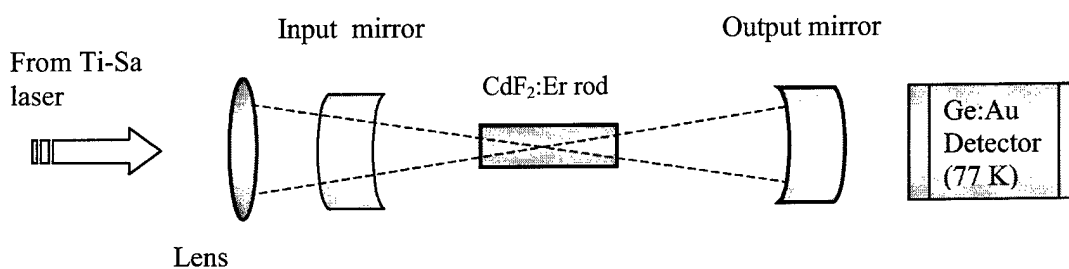 Input mirror
Output mirror
From Ti-Sa
laser
CdF₂:Er rod
Ge:Au
Detector
(77 K)
Lens